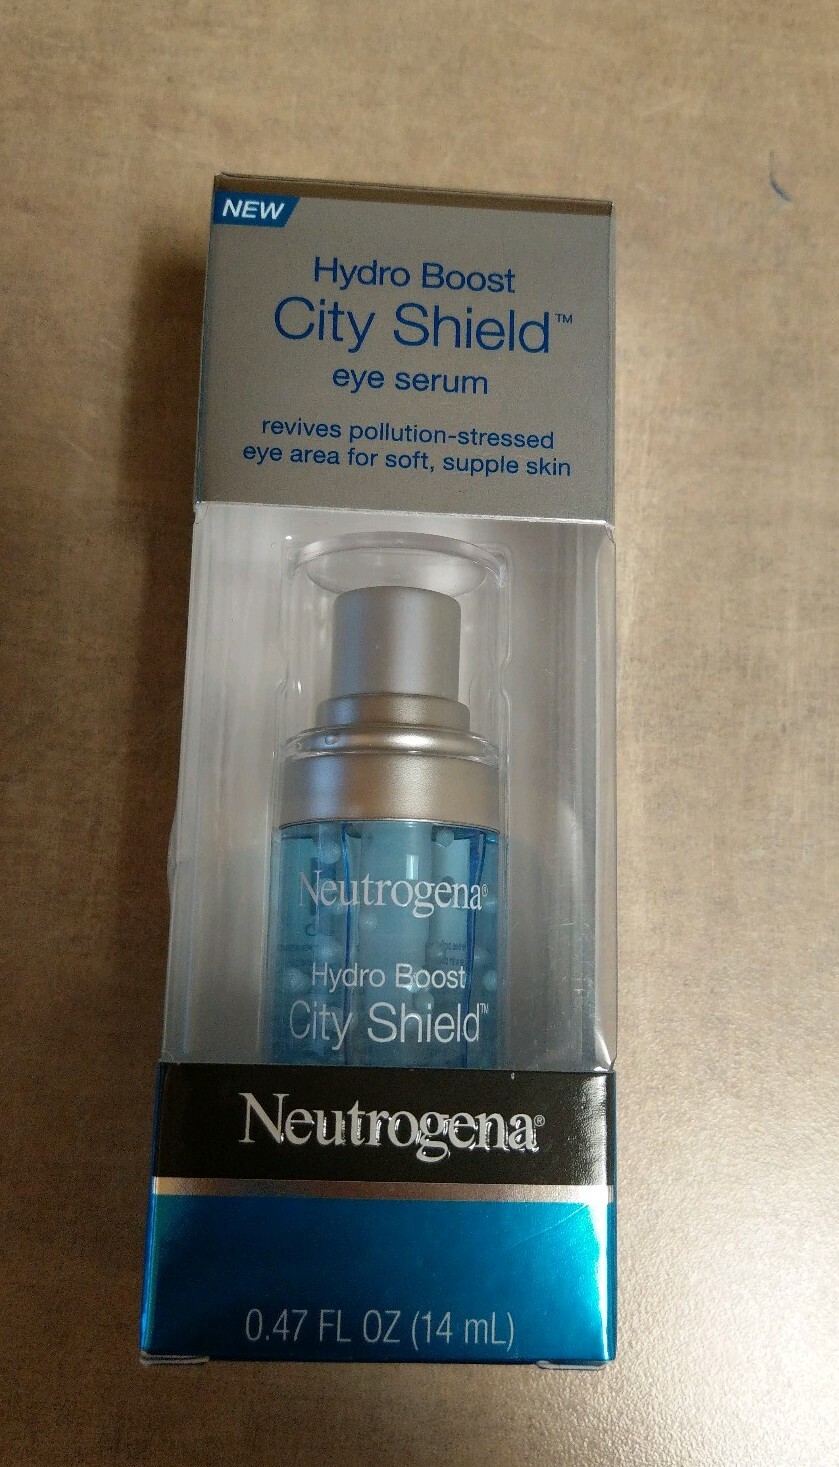 NEW
Hydro Boost
City Shield™
eye serum
revives pollution-stressed
eye area for soft, supple skin
Neutrogena®
Hydro Boost
City Shield™
Neutrogena®
0.47 FL OZ (14 mL)